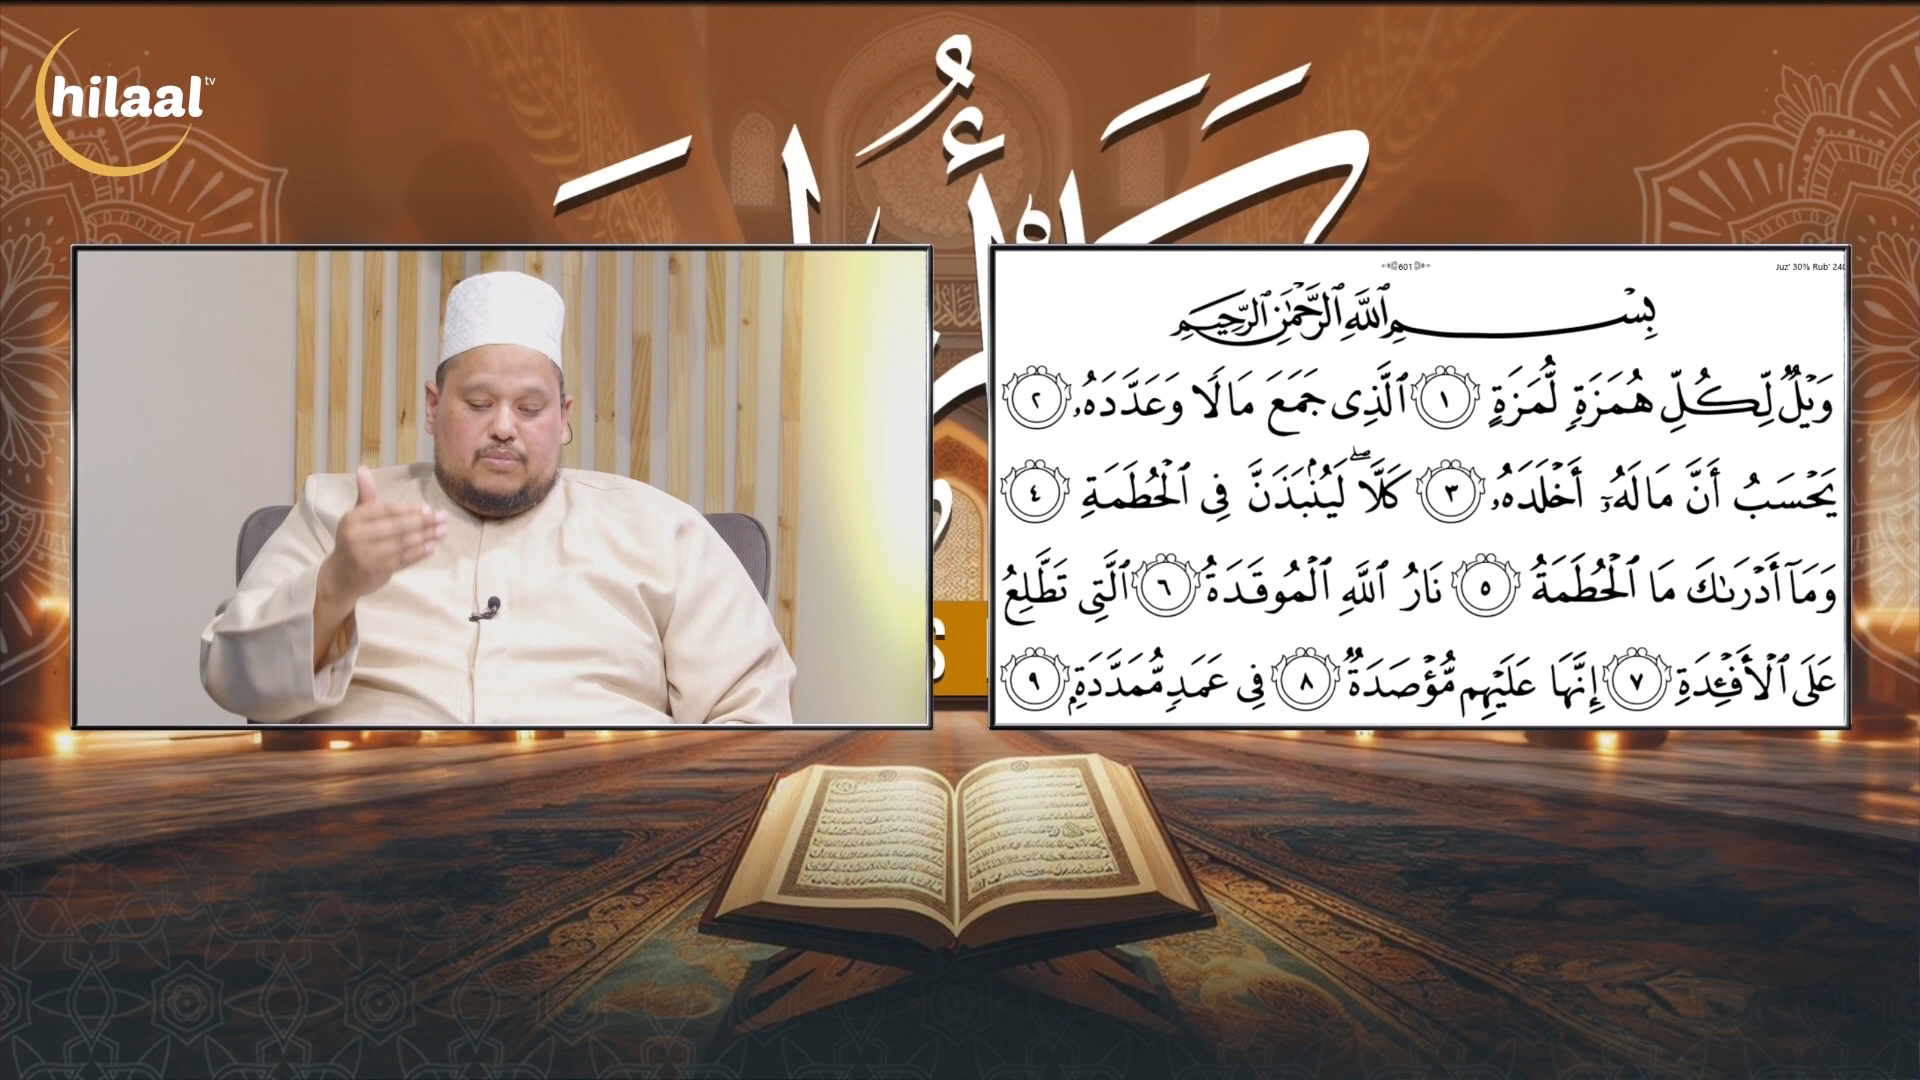 hilaal tv
601
Juz' 30% Rub' 240
بِسْمِ ٱللَّهِ ٱلرَّحْمَٰنِ ٱلرَّحِيمِ
وَيْلٌ لِّكُلِّ هُمَزَةٍ لُّمَزَةٍ ١ ٱلَّذِى جَمَعَ مَالًا وَعَدَّدَهُۥ ٢
يَحْسَبُ أَنَّ مَالَهُۥٓ أَخْلَدَهُۥ ٣ كَلَّا ۖ لَيُنۢبَذَنَّ فِى ٱلْحُطَمَةِ ٤
وَمَآ أَدْرَىٰكَ مَا ٱلْحُطَمَةُ ٥ نَارُ ٱللَّهِ ٱلْمُوقَدَةُ ٦ ٱلَّتِى تَطَّلِعُ
عَلَى ٱلْأَفْـِٔدَةِ ٧ إِنَّهَا عَلَيْهِم مُّؤْصَدَةٌ ٨ فِى عَمَدٍ مُّمَدَّدَةٍۭ ٩